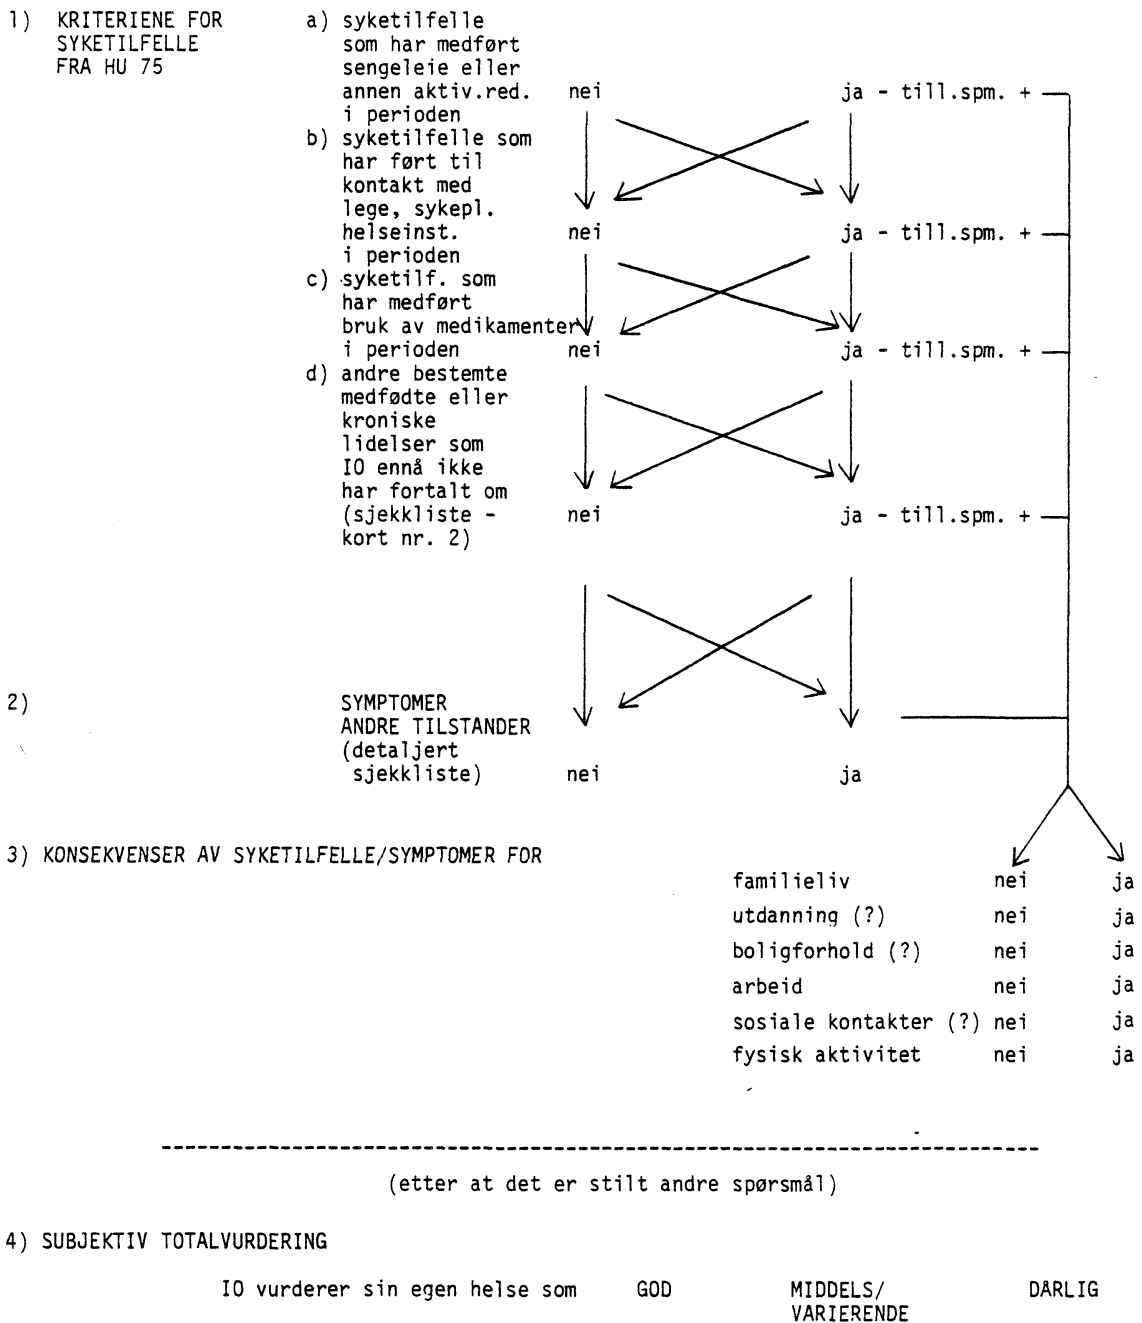 1) KRITERIENE FOR a) syketilfelle
SYKETILFELLE som har medført
FRA HU 75 sengeleie eller
annen aktiv.red. nei ja - till.spm. +
i perioden
b) syketilfelle som
har ført til
kontakt med
lege, sykepl.
helseinst. nei ja - till.spm. +
i perioden
c) syketilf. som
har medført
bruk av medikamenter
i perioden nei ja - till.spm. +
d) andre bestemte
medfødte eller
kroniske
lidelser som
IO ennå ikke
har fortalt om
(sjekkliste - nei ja - till.spm. +
kort nr. 2)
2) SYMPTOMER
ANDRE TILSTANDER
(detaljert
sjekkliste) nei ja
3) KONSEKVENSER AV SYKETILFELLE/SYMPTOMER FOR
familieliv nei ja
utdanning (?) nei ja
boligforhold (?) nei ja
arbeid nei ja
sosiale kontakter (?) nei ja
fysisk aktivitet nei ja
(etter at det er stilt andre spørsmål)
4) SUBJEKTIV TOTALVURDERING
IO vurderer sin egen helse som GOD MIDDELS/ DARLIG
VARIERENDE